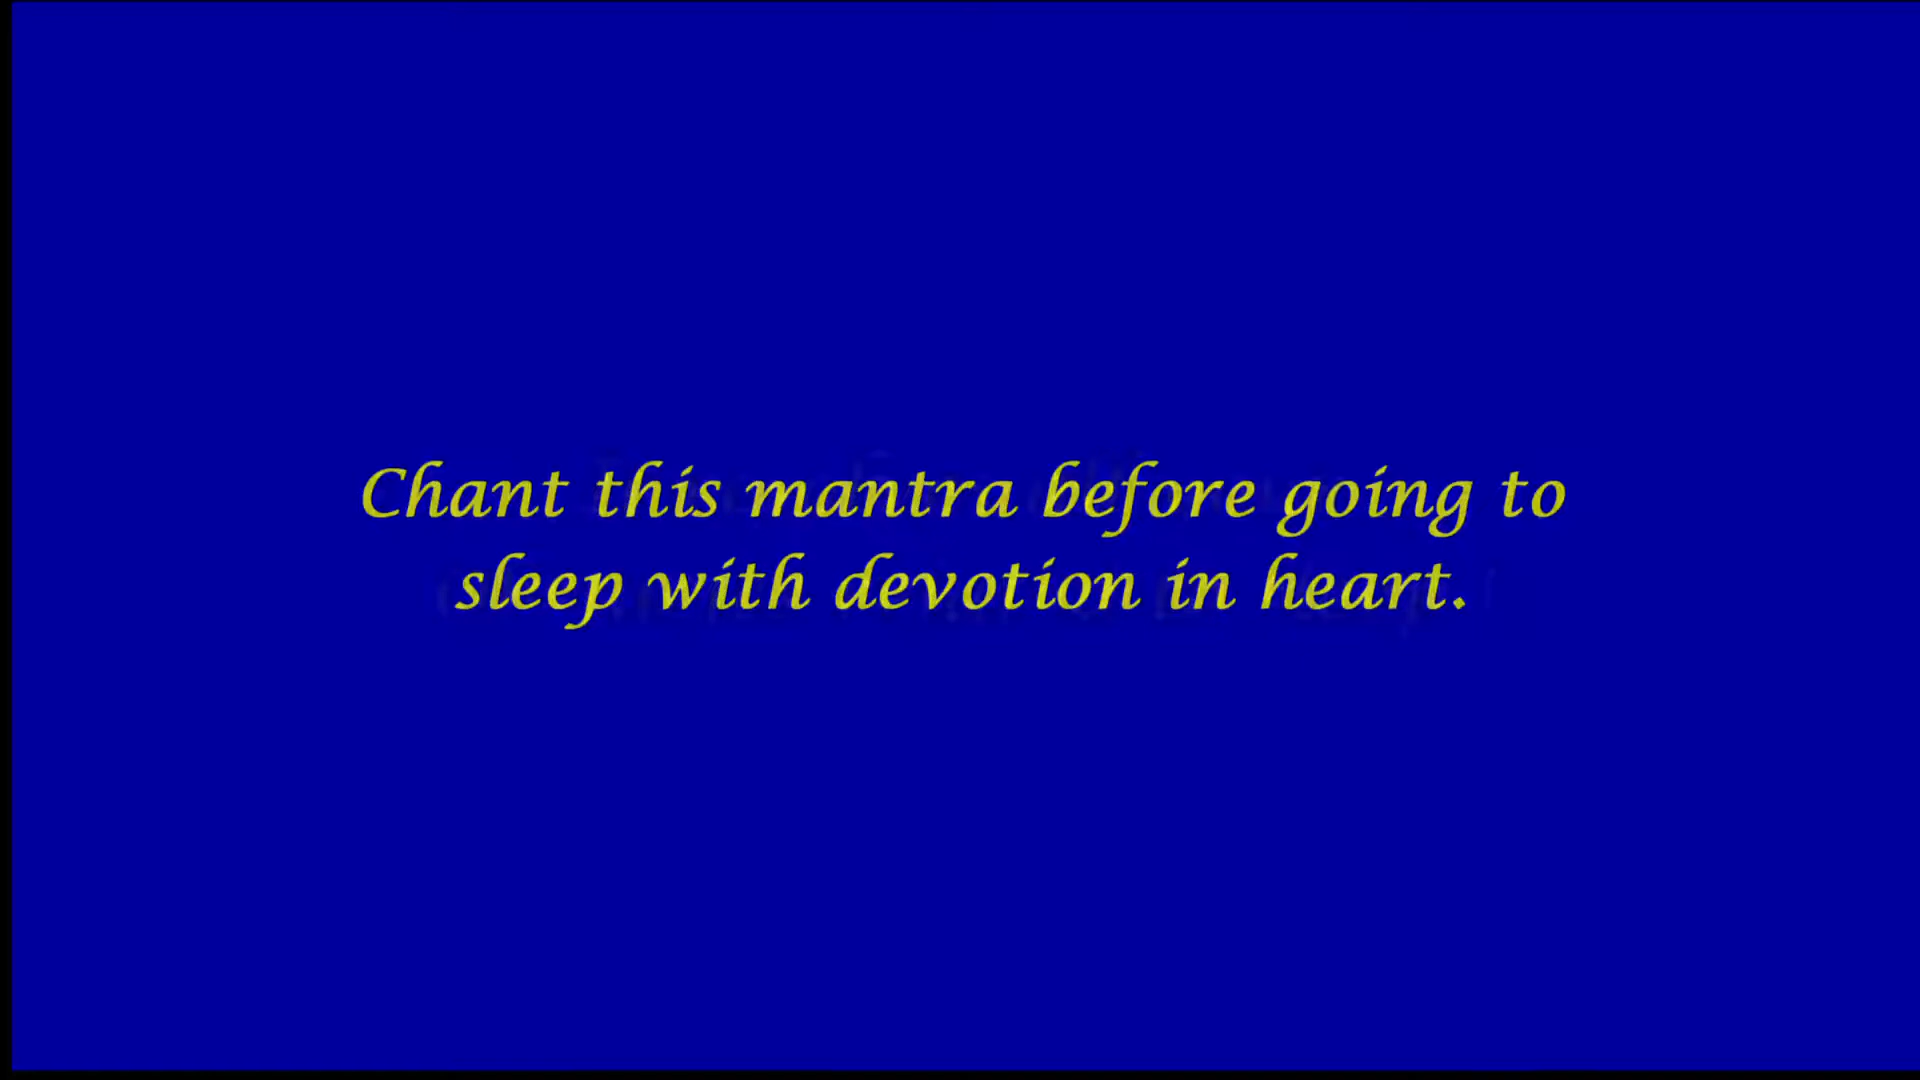 Chant this mantra before going to
sleep with devotion in heart.